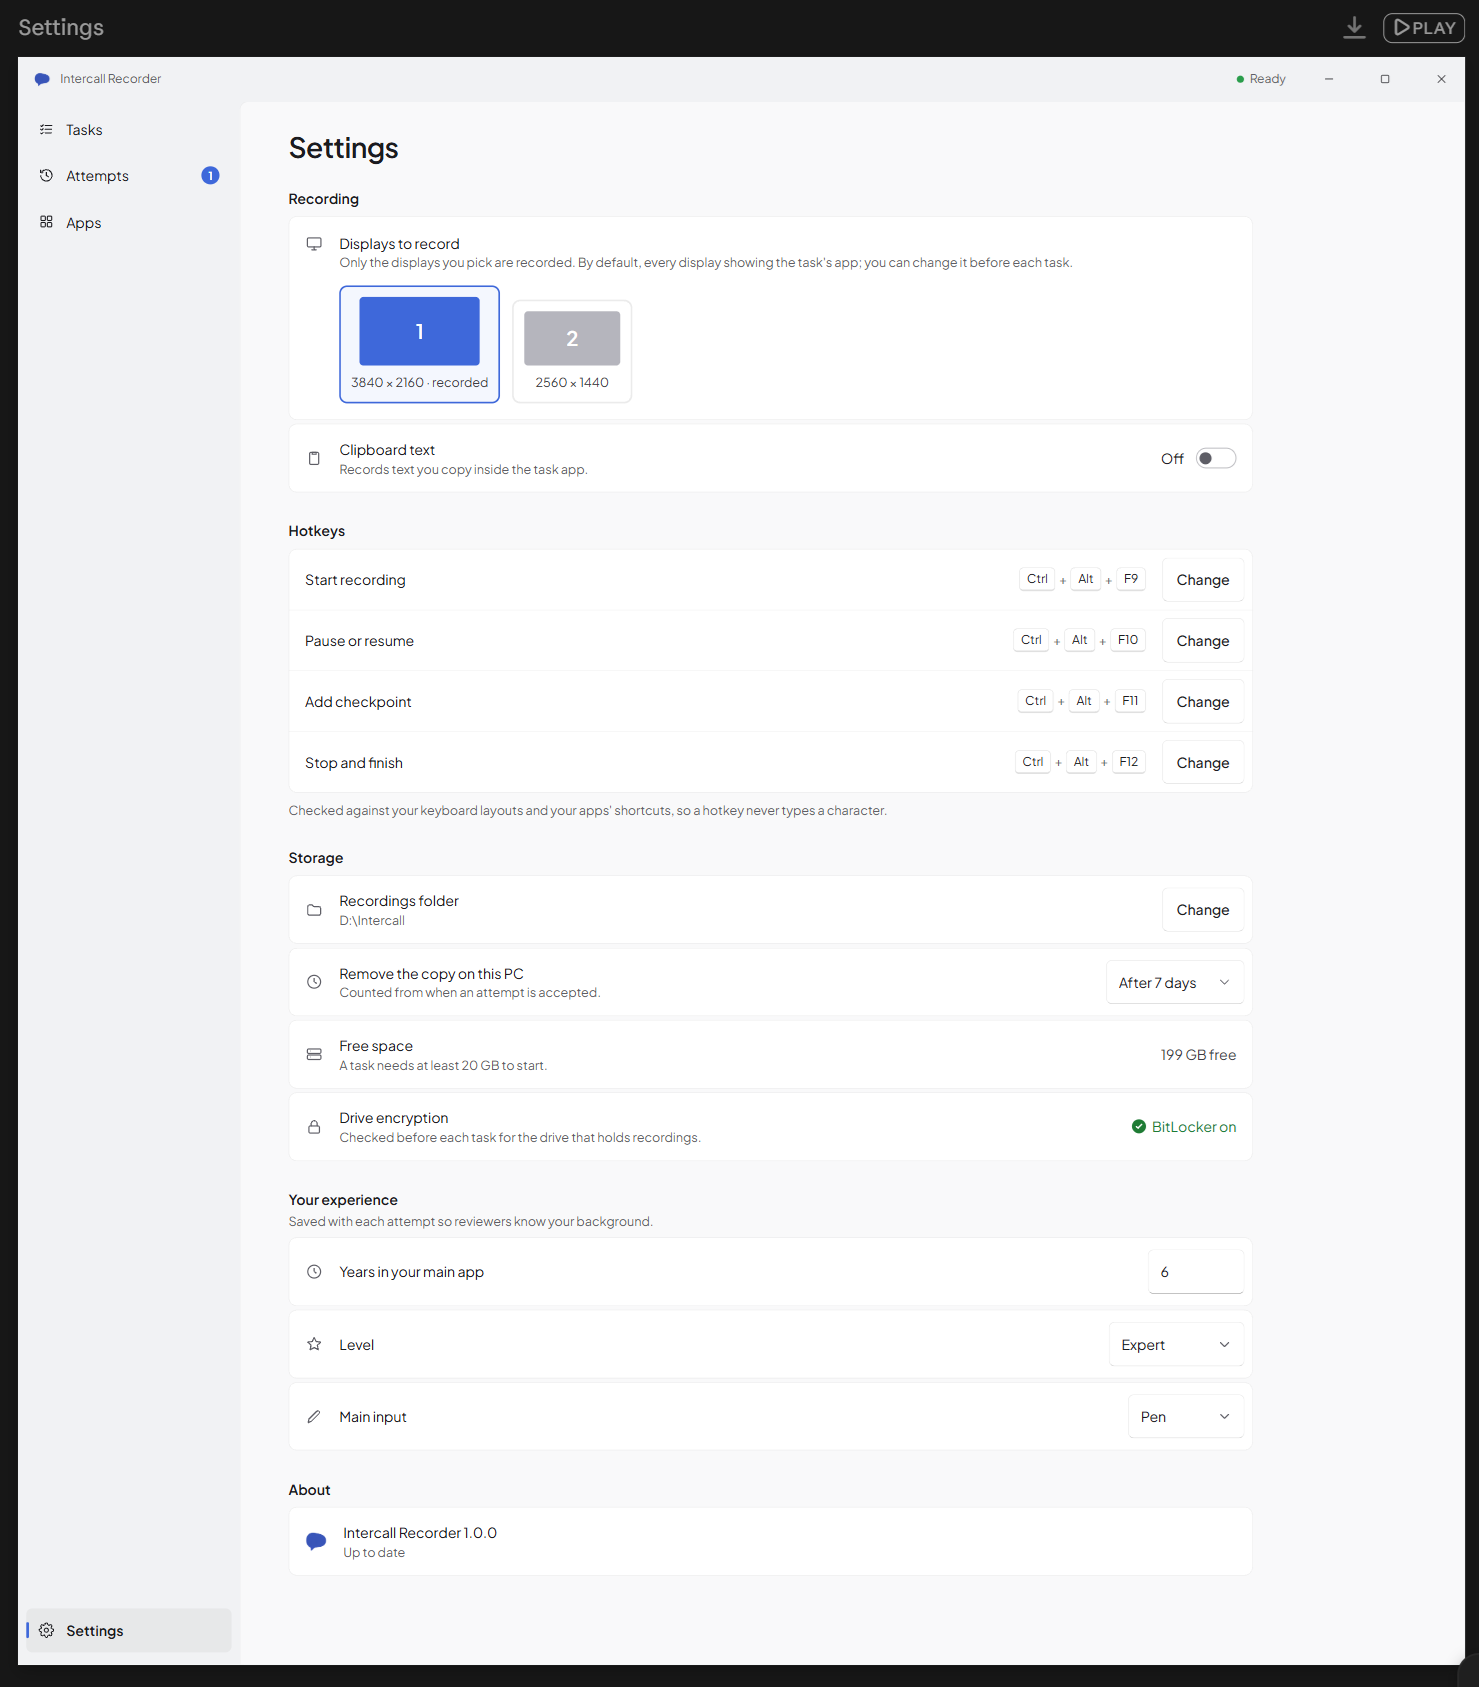 Settings
PLAY
Intercall Recorder
Ready
Tasks
Attempts
1
Apps
Settings
Recording
Displays to record
Only the displays you pick are recorded. By default, every display showing the task's app; you can change it before each task.
1
3840 × 2160 · recorded
2
2560 × 1440
Clipboard text
Records text you copy inside the task app.
Off
Hotkeys
Start recording
Ctrl + Alt + F9
Change
Pause or resume
Ctrl + Alt + F10
Change
Add checkpoint
Ctrl + Alt + F11
Change
Stop and finish
Ctrl + Alt + F12
Change
Checked against your keyboard layouts and your apps' shortcuts, so a hotkey never types a character.
Storage
Recordings folder
D:\Intercall
Change
Remove the copy on this PC
Counted from when an attempt is accepted.
After 7 days
Free space
A task needs at least 20 GB to start.
199 GB free
Drive encryption
Checked before each task for the drive that holds recordings.
BitLocker on
Your experience
Saved with each attempt so reviewers know your background.
Years in your main app
6
Level
Expert
Main input
Pen
About
Intercall Recorder 1.0.0
Up to date
Settings